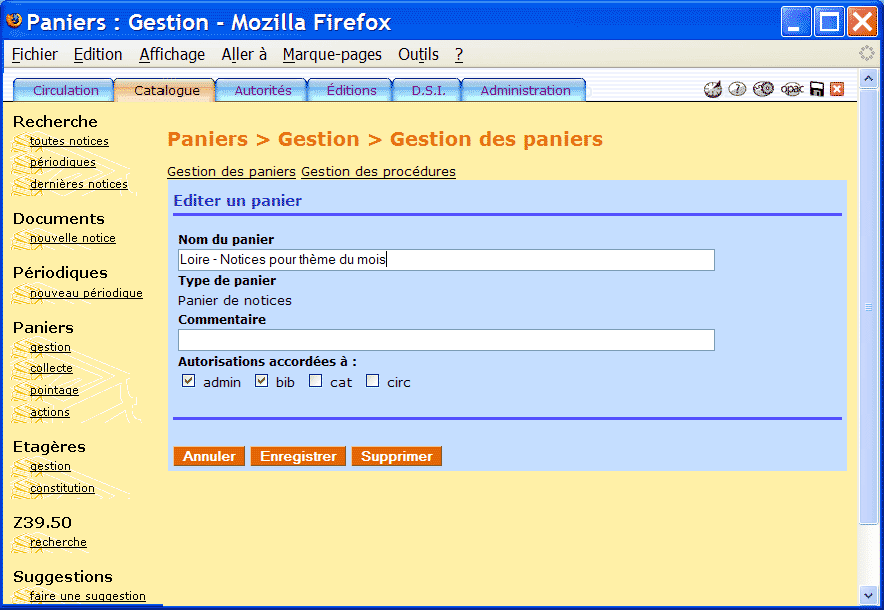 Paniers : Gestion - Mozilla Firefox
Fichier Edition Affichage Aller à Marque-pages Outils ?
Circulation Catalogue Autorités Éditions D.S.I. Administration ? opac
Recherche
toutes notices
périodiques
dernières notices
Documents
nouvelle notice
Périodiques
nouveau périodique
Paniers
gestion
collecte
pointage
actions
Etagères
gestion
constitution
Z39.50
recherche
Suggestions
faire une suggestion
Paniers > Gestion > Gestion des paniers
Gestion des paniers Gestion des procédures
Editer un panier
Nom du panier
Loire - Notices pour thème du mois
Type de panier
Panier de notices
Commentaire
Autorisations accordées à :
admin bib cat circ
Annuler Enregistrer Supprimer